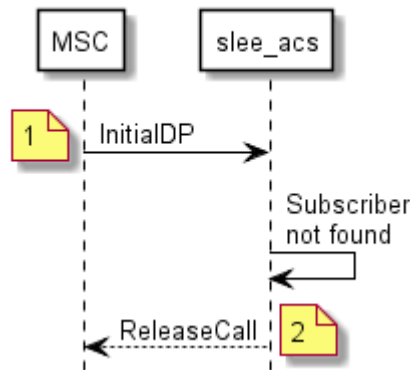 MSC
slee_acs
1
InitialDP
Subscriber
not found
ReleaseCall
2